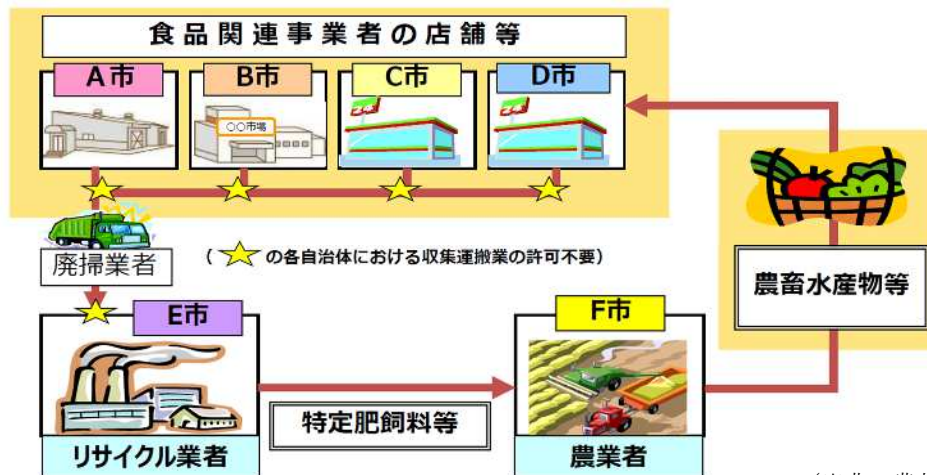 食品関連事業者の店舗等
A市
B市
C市
D市
○○市場
廃掃業者
（☆の各自治体における収集運搬業の許可不要）
農畜水産物等
E市
F市
特定肥飼料等
リサイクル業者
農業者